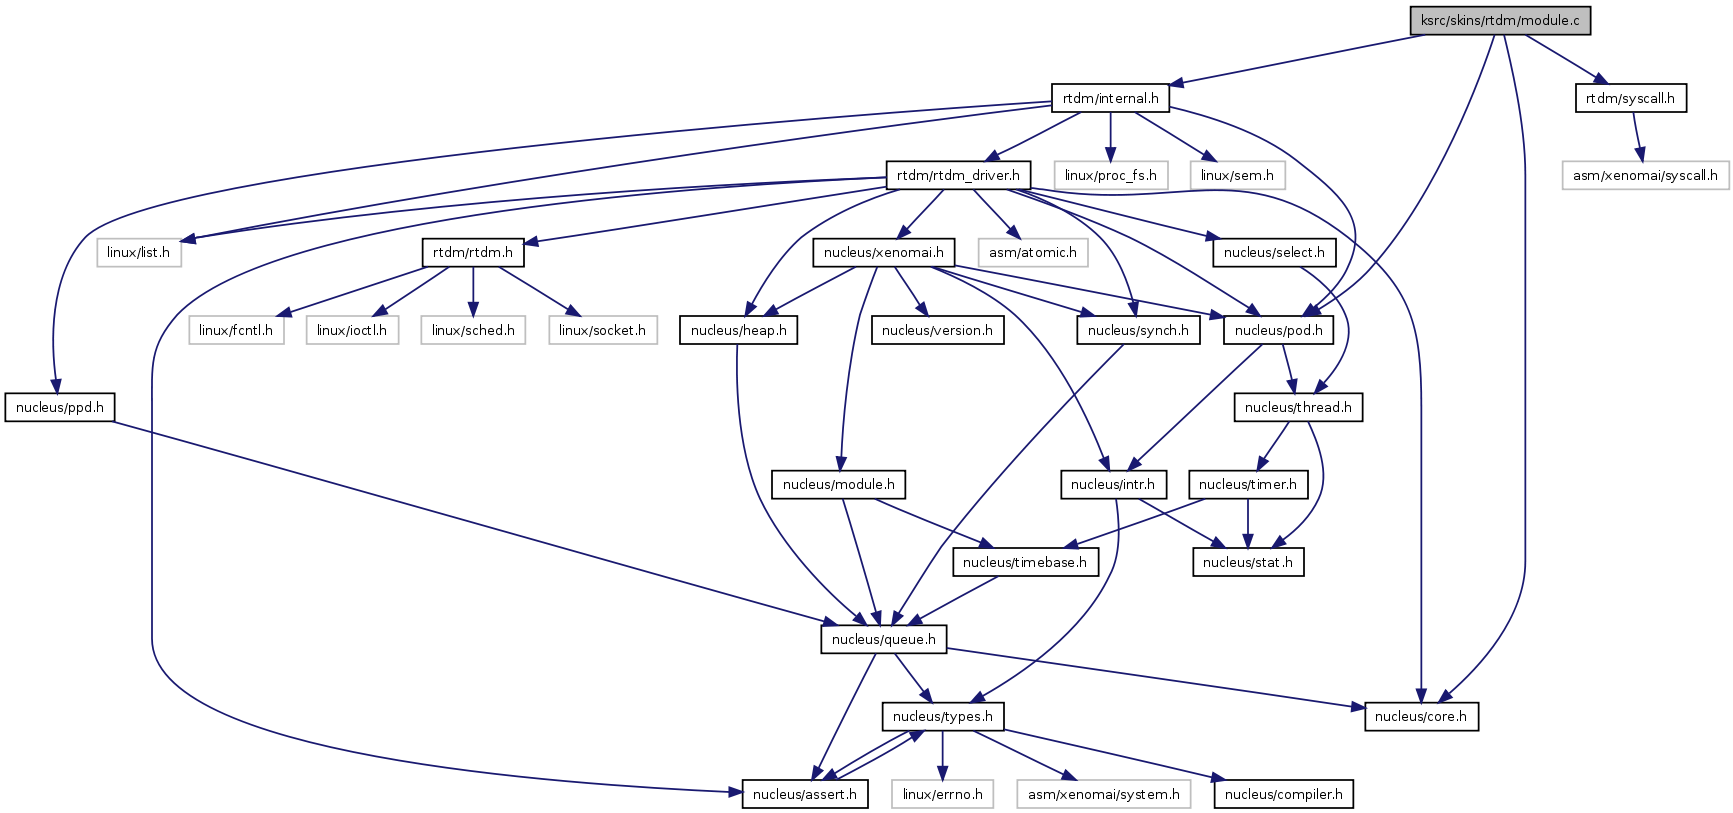 ksrc/skins/rtdm/module.c
rtdm/internal.h
rtdm/syscall.h
rtdm/rtdm_driver.h
linux/proc_fs.h
linux/sem.h
asm/xenomai/syscall.h
linux/list.h
rtdm/rtdm.h
nucleus/xenomai.h
asm/atomic.h
nucleus/select.h
linux/fcntl.h
linux/ioctl.h
linux/sched.h
linux/socket.h
nucleus/heap.h
nucleus/version.h
nucleus/synch.h
nucleus/pod.h
nucleus/ppd.h
nucleus/thread.h
nucleus/module.h
nucleus/intr.h
nucleus/timer.h
nucleus/timebase.h
nucleus/stat.h
nucleus/queue.h
nucleus/types.h
nucleus/core.h
nucleus/assert.h
linux/errno.h
asm/xenomai/system.h
nucleus/compiler.h